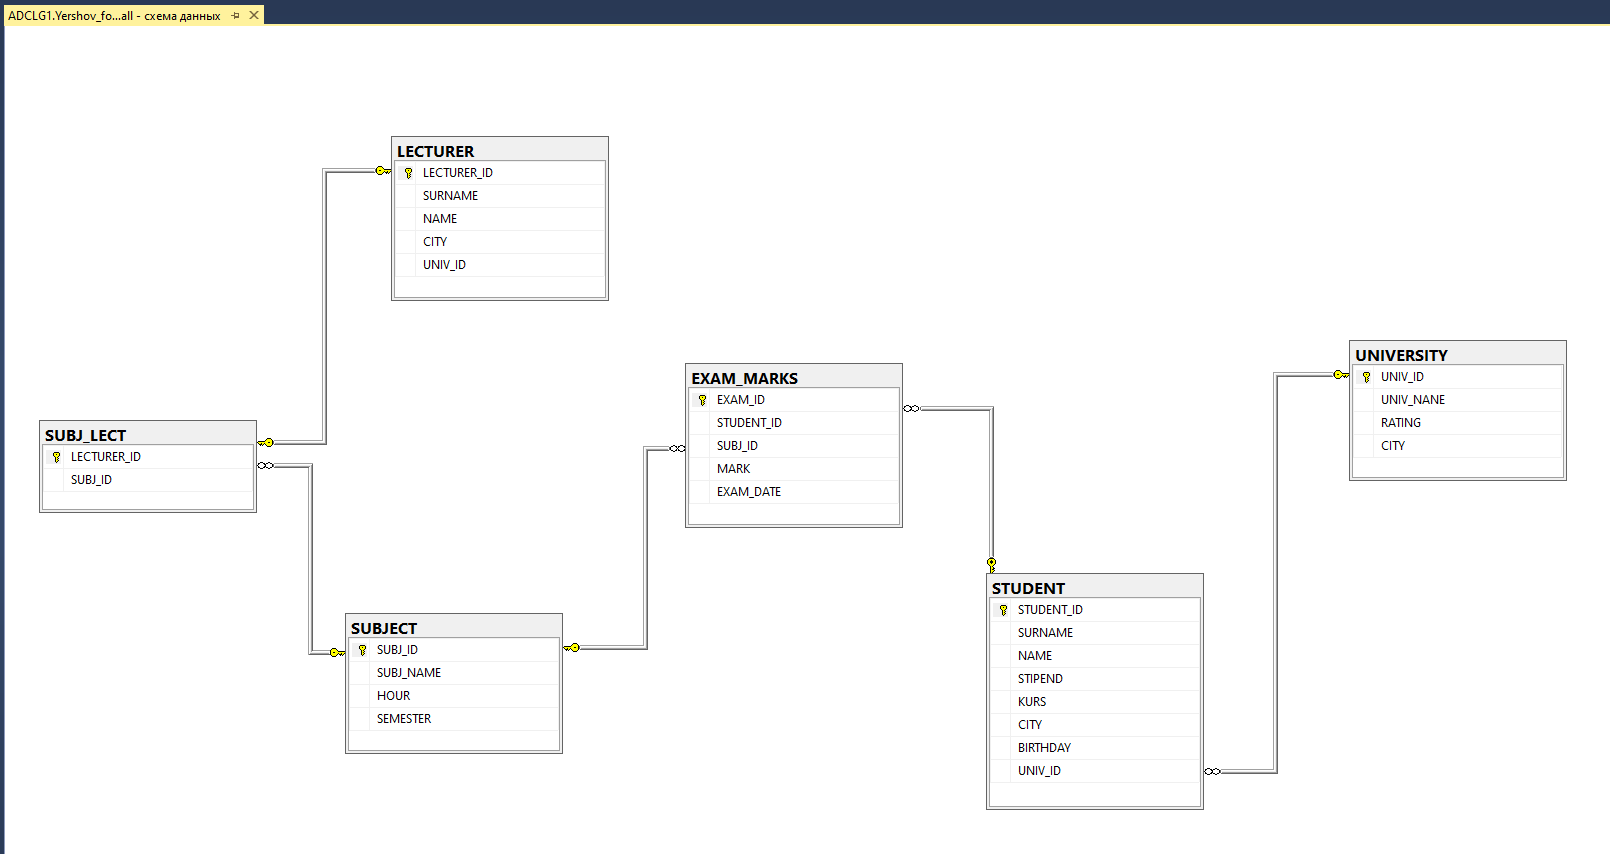 ADCLG1.Yershov_fo...all - схема данных
LECTURER
LECTURER_ID
SURNAME
NAME
CITY
UNIV_ID
SUBJ_LECT
LECTURER_ID
SUBJ_ID
SUBJECT
SUBJ_ID
SUBJ_NAME
HOUR
SEMESTER
EXAM_MARKS
EXAM_ID
STUDENT_ID
SUBJ_ID
MARK
EXAM_DATE
STUDENT
STUDENT_ID
SURNAME
NAME
STIPEND
KURS
CITY
BIRTHDAY
UNIV_ID
UNIVERSITY
UNIV_ID
UNIV_NANE
RATING
CITY